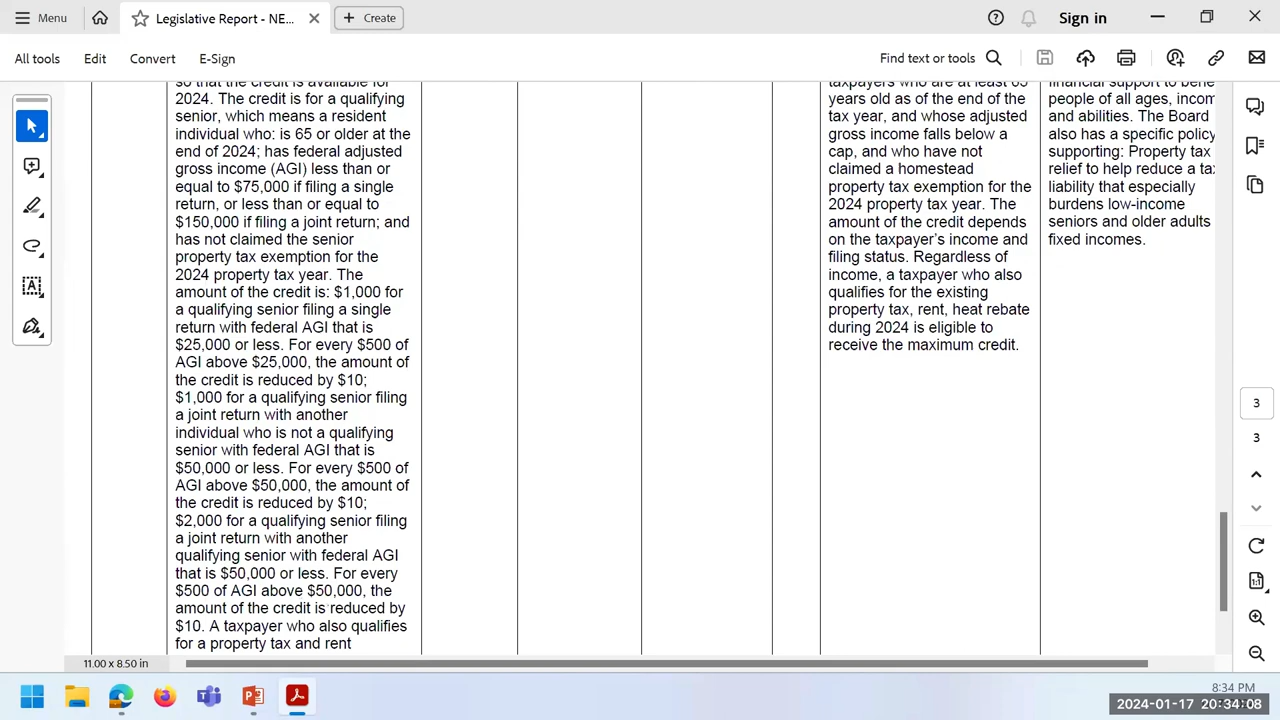 Menu
Legislative Report - NE...
Create
Sign in
All tools
Edit
Convert
E-Sign
Find text or tools
so that the credit is available for
2024. The credit is for a qualifying
senior, which means a resident
individual who: is 65 or older at the
end of 2024; has federal adjusted
gross income (AGI) less than or
equal to $75,000 if filing a single
return, or less than or equal to
$150,000 if filing a joint return; and
has not claimed the senior
property tax exemption for the
2024 property tax year. The
amount of the credit is: $1,000 for
a qualifying senior filing a single
return with federal AGI that is
$25,000 or less. For every $500 of
AGI above $25,000, the amount of
the credit is reduced by $10;
$1,000 for a qualifying senior filing
a joint return with another
individual who is not a qualifying
senior with federal AGI that is
$50,000 or less. For every $500 of
AGI above $50,000, the amount of
the credit is reduced by $10;
$2,000 for a qualifying senior filing
a joint return with another
qualifying senior with federal AGI
that is $50,000 or less. For every
$500 of AGI above $50,000, the
amount of the credit is reduced by
$10. A taxpayer who also qualifies
for a property tax and rent
taxpayers who are at least 65
years old as of the end of the
tax year, and whose adjusted
gross income falls below a
cap, and who have not
claimed a homestead
property tax exemption for the
2024 property tax year. The
amount of the credit depends
on the taxpayer's income and
filing status. Regardless of
income, a taxpayer who also
qualifies for the existing
property tax, rent, heat rebate
during 2024 is eligible to
receive the maximum credit.
financial support to bene
people of all ages, incom
and abilities. The Board
also has a specific policy
supporting: Property tax
relief to help reduce a ta
liability that especially
burdens low-income
seniors and older adults
fixed incomes.
3
3
11.00 x 8.50 in
8:34 PM
2024-01-17 20:34:08